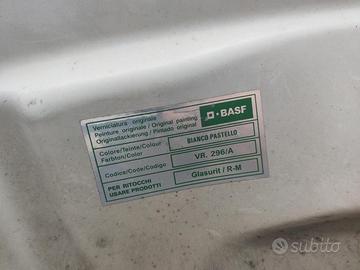 Verniciatura originale
Peinture originale / Original painting
Originallackierung / Pintado original
BASF
Colore/Teinte/Colour
Farbton/Color
BIANCO PASTELLO
Codice/Code/Codigo
VR. 296/A
PER RITOCCHI
USARE PRODOTTI
Glasurit / R-M
subito